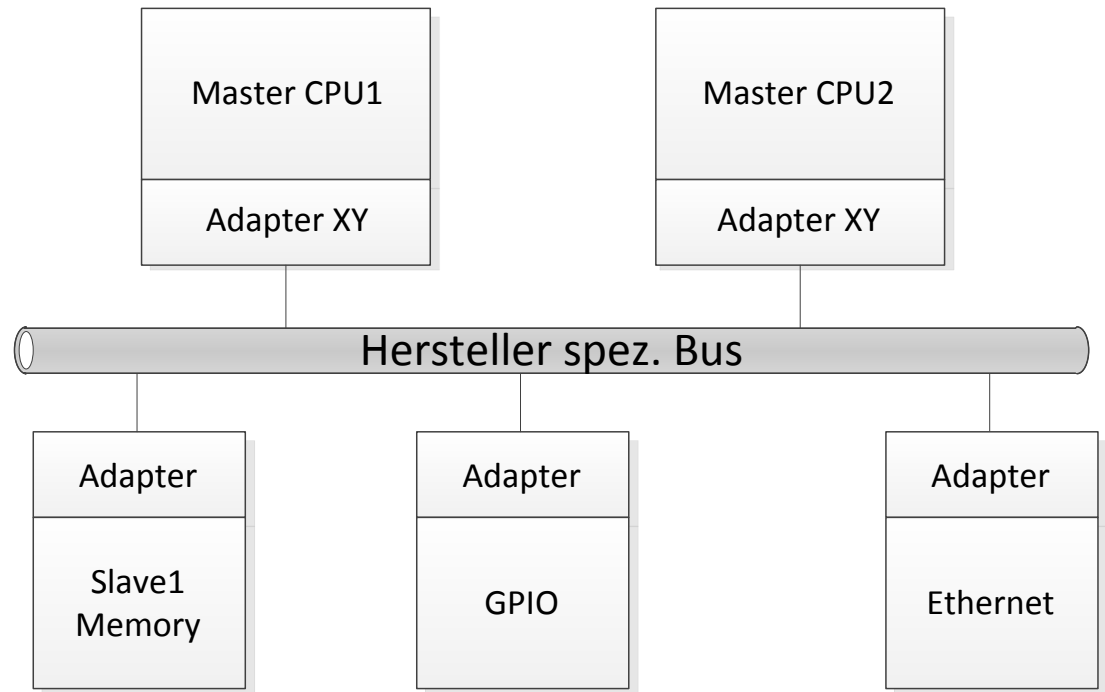 Master CPU1
Master CPU2
Adapter XY
Adapter XY
Hersteller spez. Bus
Adapter
Adapter
Adapter
Slave1
Memory
GPIO
Ethernet